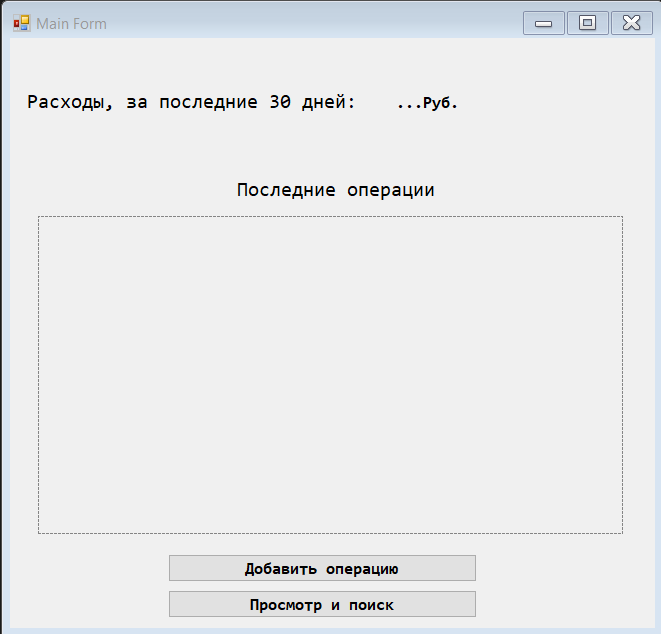 Main Form
Расходы, за последние 30 дней: ...Руб.
Последние операции
Добавить операцию
Просмотр и поиск